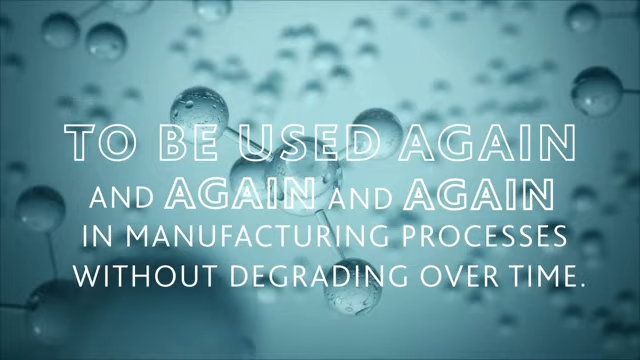 TO BE USED AGAIN
AND AGAIN AND AGAIN
IN MANUFACTURING PROCESSES
WITHOUT DEGRADING OVER TIME.